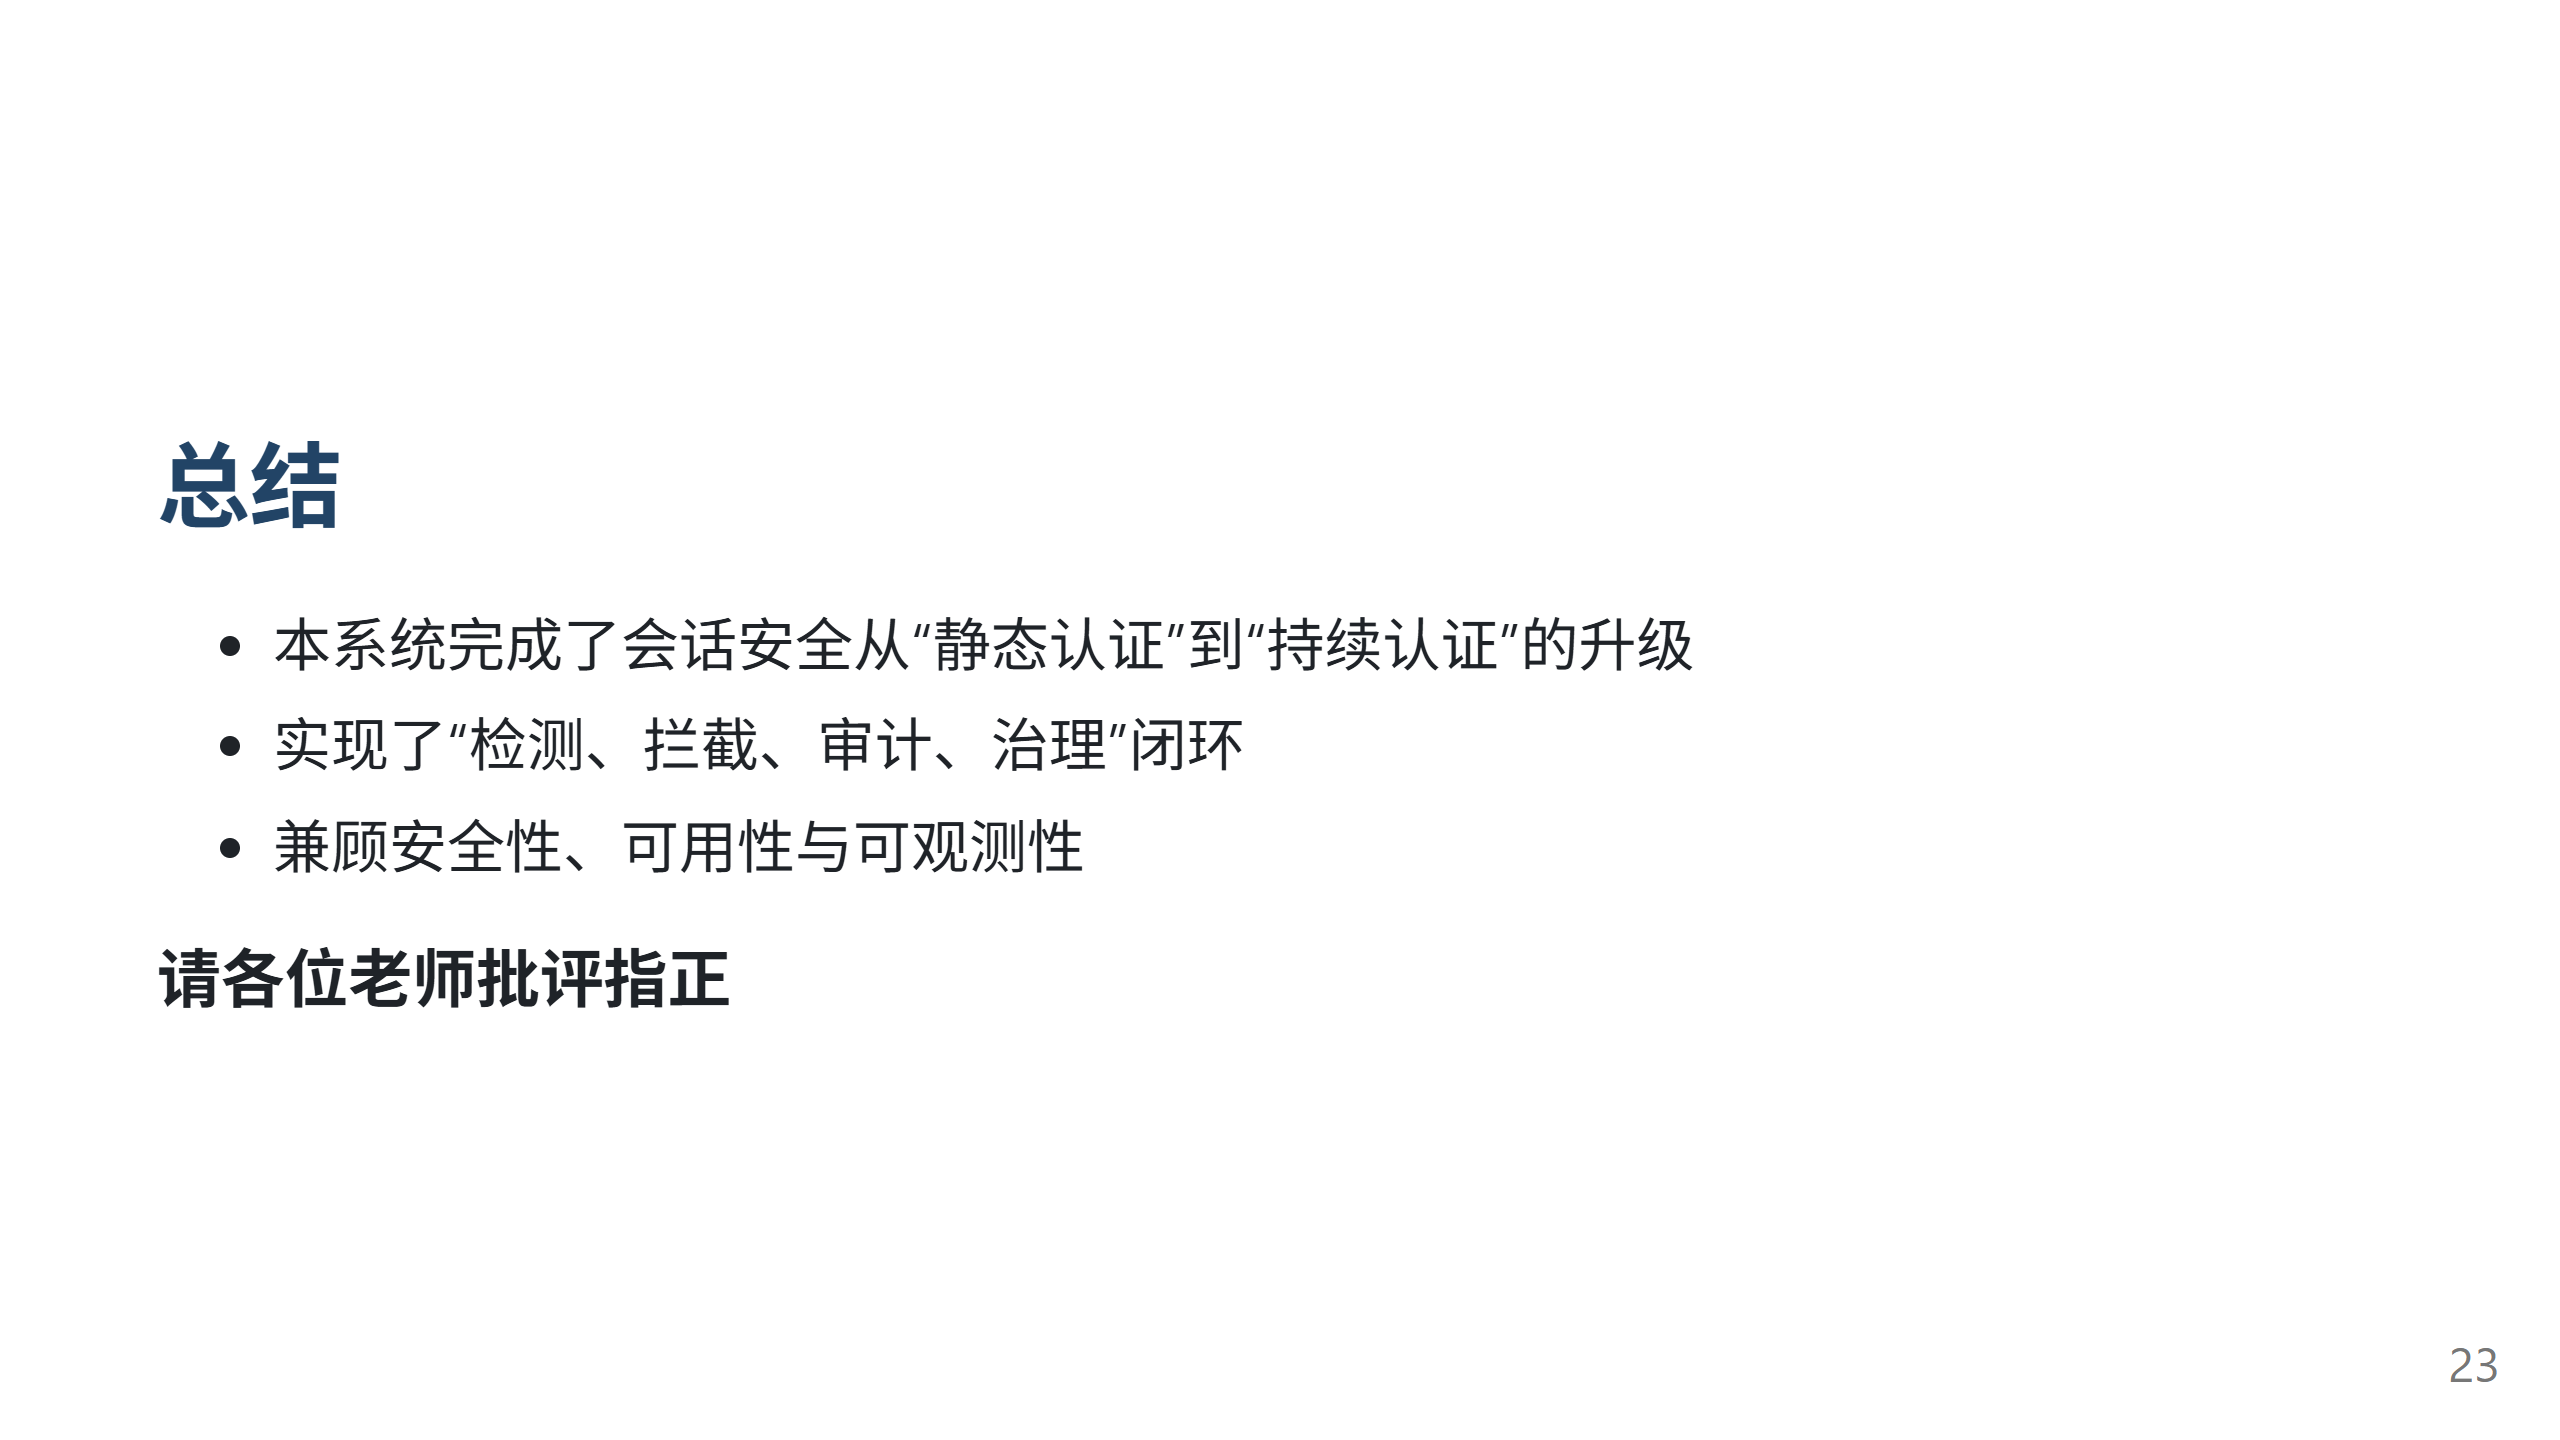 总结
• 本系统完成了会话安全从“静态认证”到“持续认证”的升级
• 实现了“检测、拦截、审计、治理”闭环
• 兼顾安全性、可用性与可观测性
请各位老师批评指正
23